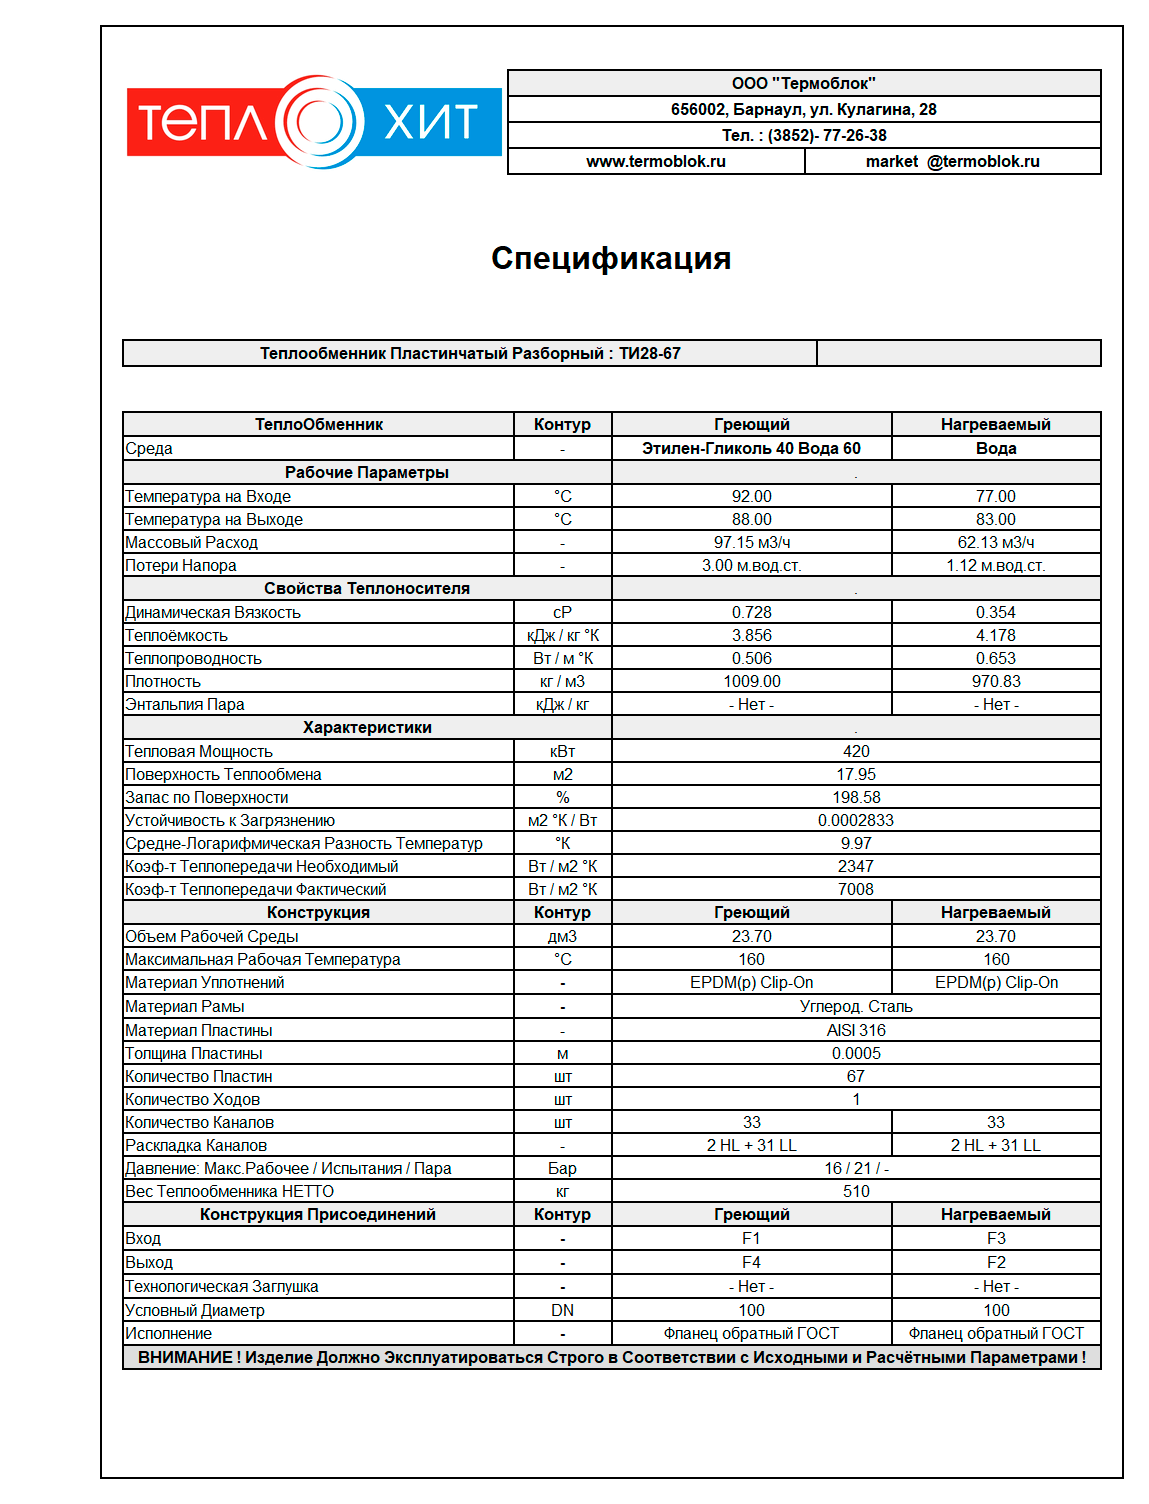 ТЕПЛО ХИТ
ООО "Термоблок"
656002, Барнаул, ул. Кулагина, 28
Тел. : (3852)- 77-26-38
www.termoblok.ru market @termoblok.ru
Спецификация
Теплообменник Пластинчатый Разборный : ТИ28-67
ТеплоОбменник Контур Греющий Нагреваемый
Среда - Этилен-Гликоль 40 Вода 60 Вода
Рабочие Параметры .
Температура на Входе °C 92.00 77.00
Температура на Выходе °C 88.00 83.00
Массовый Расход - 97.15 м3/ч 62.13 м3/ч
Потери Напора - 3.00 м.вод.ст. 1.12 м.вод.ст.
Свойства Теплоносителя .
Динамическая Вязкость cP 0.728 0.354
Теплоёмкость кДж / кг °К 3.856 4.178
Теплопроводность Вт / м °К 0.506 0.653
Плотность кг / м3 1009.00 970.83
Энтальпия Пара кДж / кг - Нет - - Нет -
Характеристики .
Тепловая Мощность кВт 420
Поверхность Теплообмена м2 17.95
Запас по Поверхности % 198.58
Устойчивость к Загрязнению м2 °К / Вт 0.0002833
Средне-Логарифмическая Разность Температур °К 9.97
Коэф-т Теплопередачи Необходимый Вт / м2 °К 2347
Коэф-т Теплопередачи Фактический Вт / м2 °К 7008
Конструкция Контур Греющий Нагреваемый
Объем Рабочей Среды дм3 23.70 23.70
Максимальная Рабочая Температура °C 160 160
Материал Уплотнений - EPDM(p) Clip-On EPDM(p) Clip-On
Материал Рамы - Углерод. Сталь
Материал Пластины - AISI 316
Толщина Пластины м 0.0005
Количество Пластин шт 67
Количество Ходов шт 1
Количество Каналов шт 33 33
Раскладка Каналов - 2 HL + 31 LL 2 HL + 31 LL
Давление: Макс.Рабочее / Испытания / Пара Бар 16 / 21 / -
Вес Теплообменника НЕТТО кг 510
Конструкция Присоединений Контур Греющий Нагреваемый
Вход - F1 F3
Выход - F4 F2
Технологическая Заглушка - - Нет - - Нет -
Условный Диаметр DN 100 100
Исполнение - Фланец обратный ГОСТ Фланец обратный ГОСТ
ВНИМАНИЕ ! Изделие Должно Эксплуатироваться Строго в Соответствии с Исходными и Расчётными Параметрами !